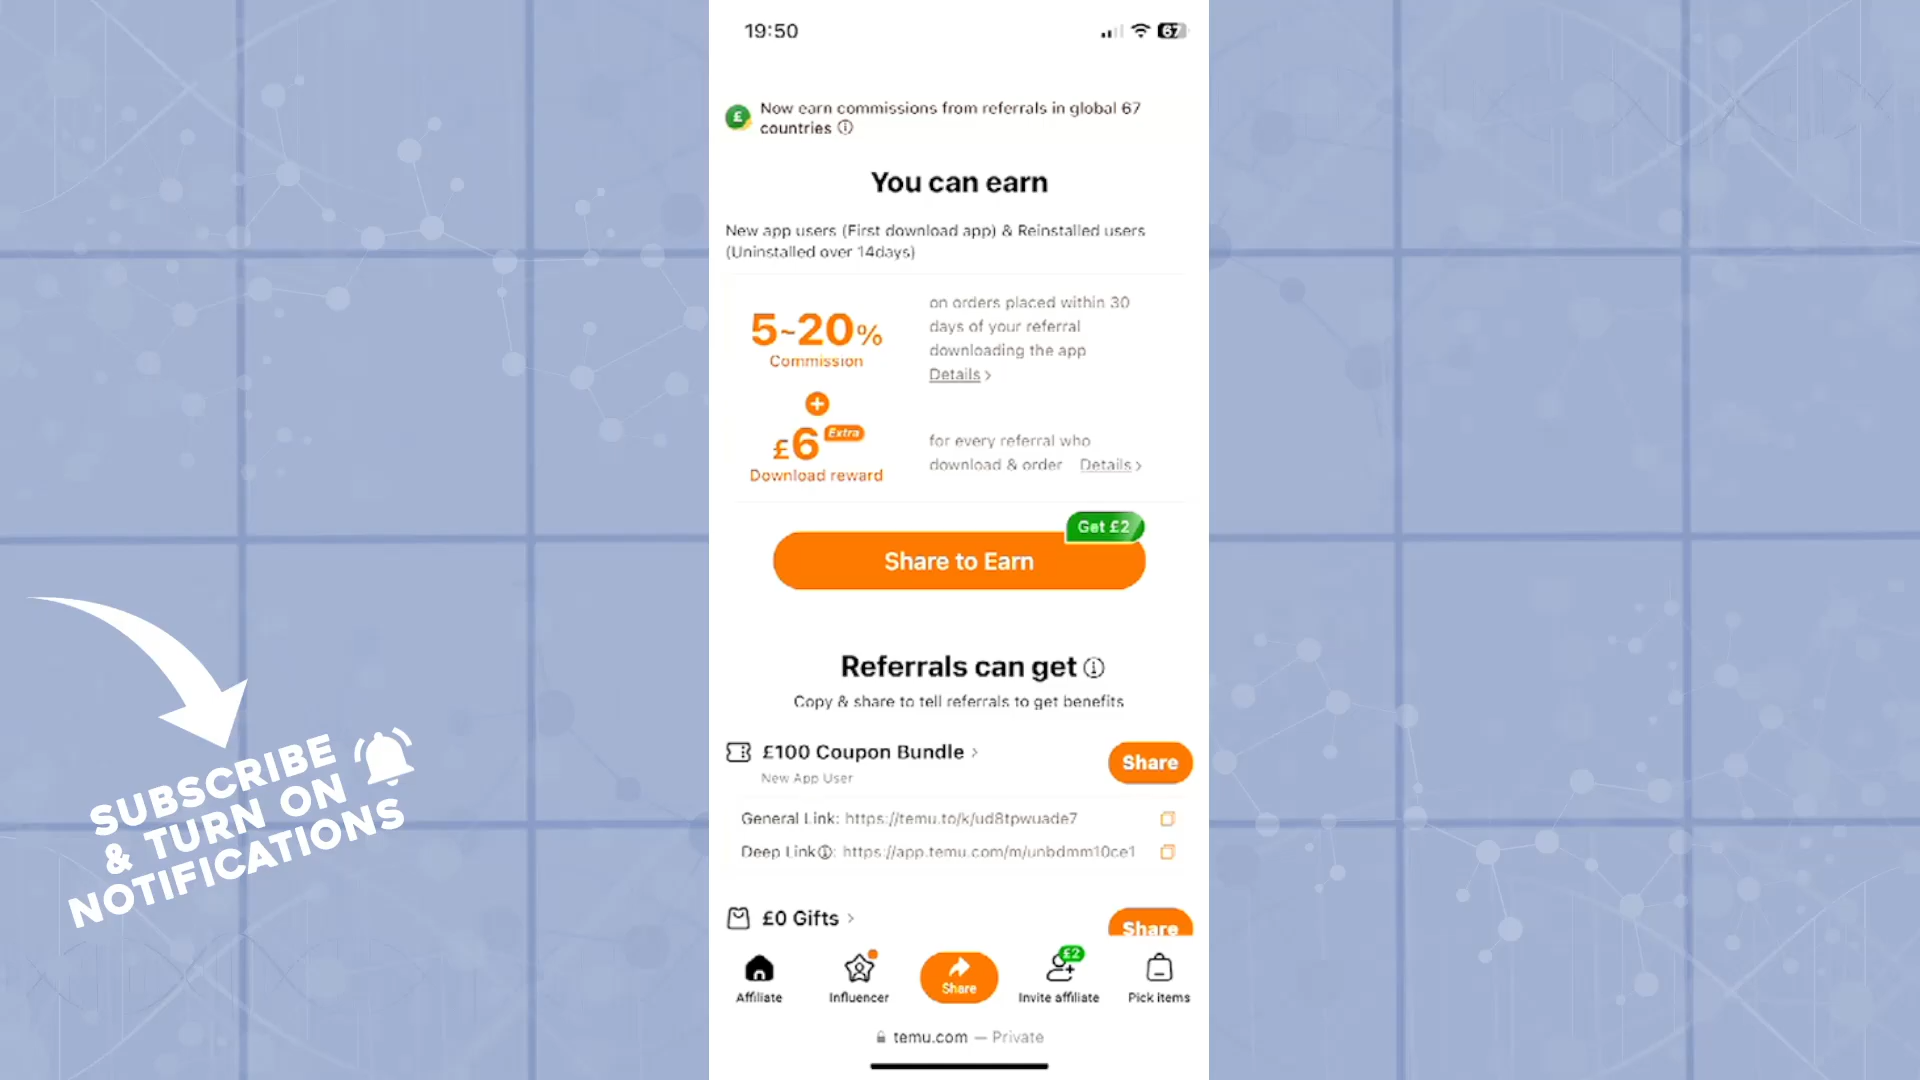 19:50
67
£
Now earn commissions from referrals in global 67
countries
You can earn
New app users (First download app) & Reinstalled users
(Uninstalled over 14days)
5~20%
Commission
on orders placed within 30
days of your referral
downloading the app
Details >
£6 Extra
Download reward
for every referral who
download & order Details >
Get £2
Share to Earn
Referrals can get
Copy & share to tell referrals to get benefits
£100 Coupon Bundle >
New App User
Share
General Link: https://temu.to/k/ud8tpwuade7
Deep Link: https://app.temu.com/m/unbdmm10ce1
£0 Gifts >
Share
£2
Affiliate
Influencer
Share
Invite affiliate
Pick items
temu.com — Private
SUBSCRIBE
& TURN ON
NOTIFICATIONS